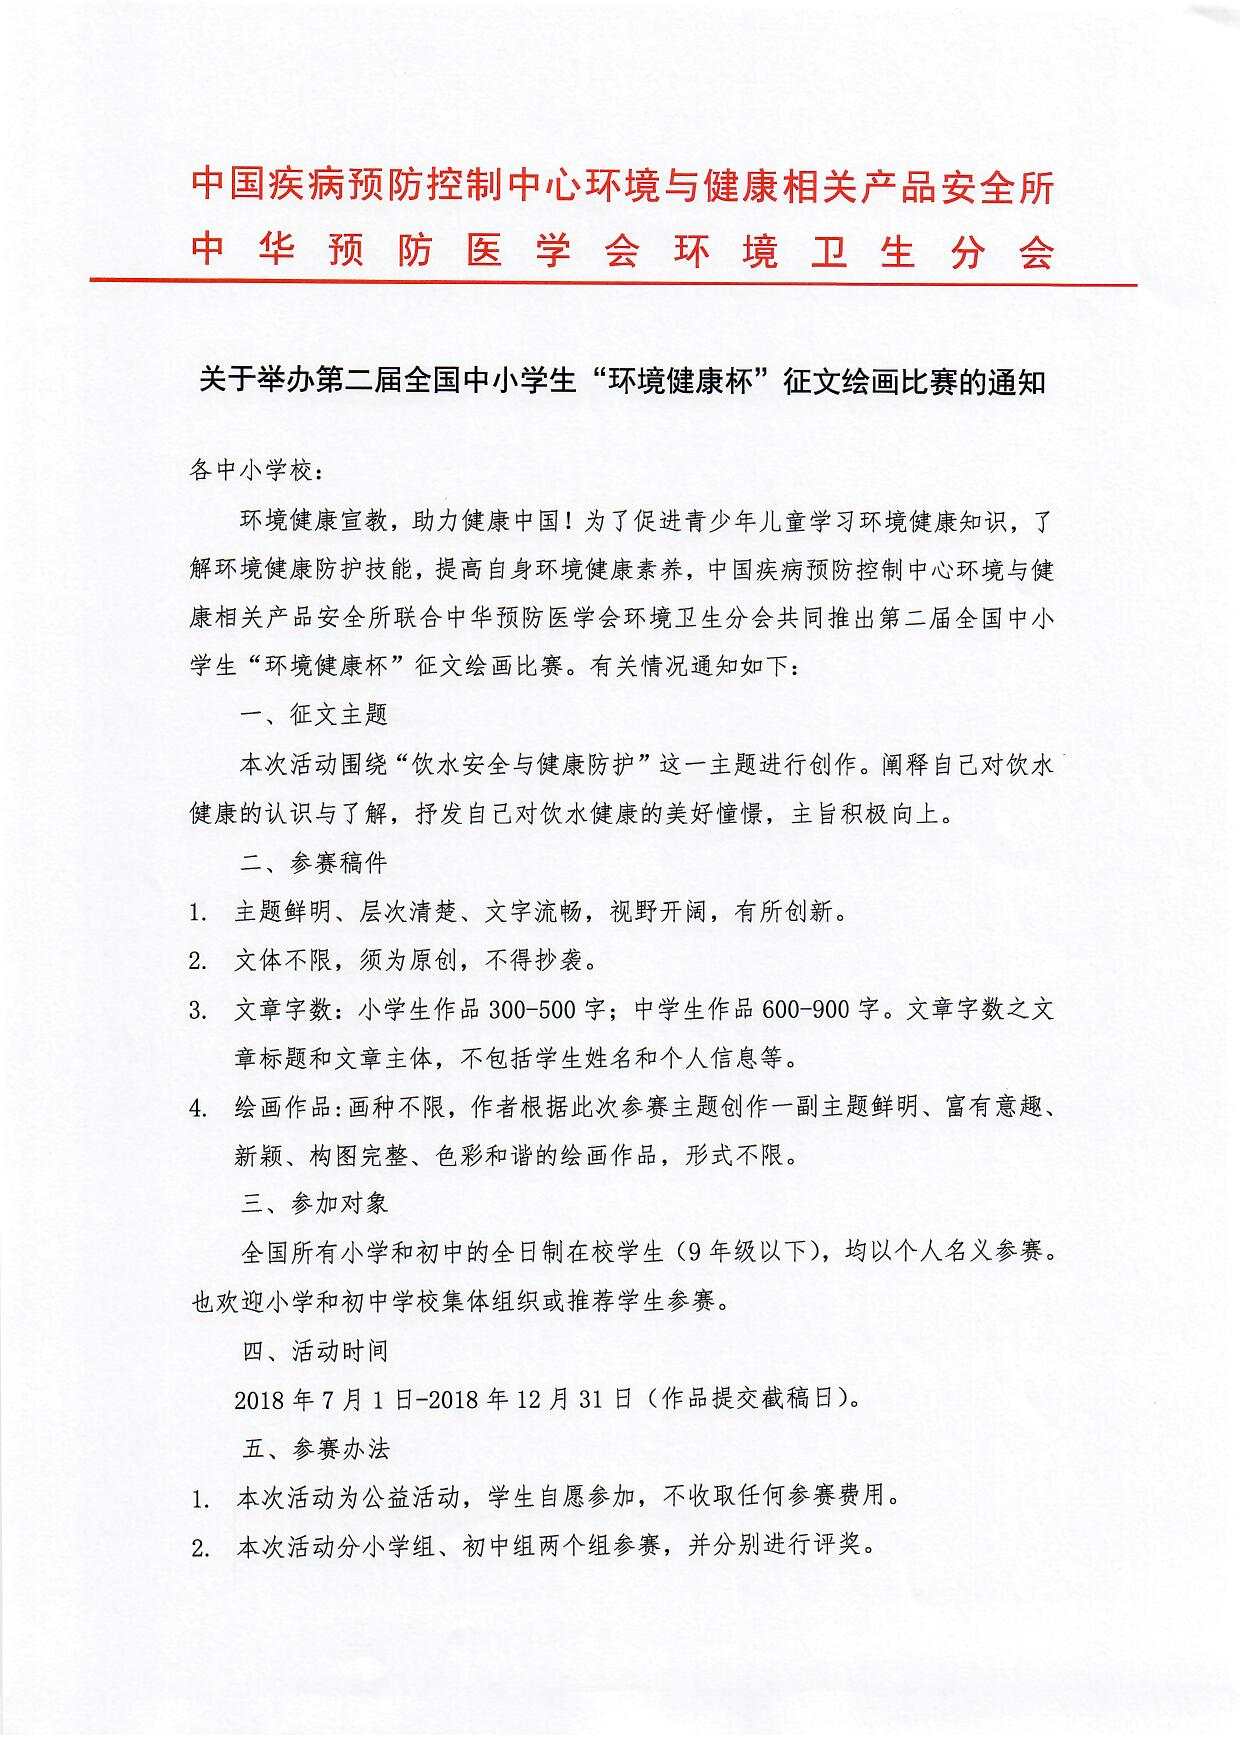 中国疾病预防控制中心环境与健康相关产品安全所
中华预防医学会环境卫生分会
关于举办第二届全国中小学生“环境健康杯”征文绘画比赛的通知
各中小学校：
环境健康宣教，助力健康中国！为了促进青少年儿童学习环境健康知识，了
解环境健康防护技能，提高自身环境健康素养，中国疾病预防控制中心环境与健
康相关产品安全所联合中华预防医学会环境卫生分会共同推出第二届全国中小
学生“环境健康杯”征文绘画比赛。有关情况通知如下：
一、征文主题
本次活动围绕“饮水安全与健康防护”这一主题进行创作。阐释自己对饮水
健康的认识与了解，抒发自己对饮水健康的美好憧憬，主旨积极向上。
二、参赛稿件
1. 主题鲜明、层次清楚、文字流畅，视野开阔，有所创新。
2. 文体不限，须为原创，不得抄袭。
3. 文章字数：小学生作品 300-500 字；中学生作品 600-900 字。文章字数之文
章标题和文章主体，不包括学生姓名和个人信息等。
4. 绘画作品:画种不限，作者根据此次参赛主题创作一副主题鲜明、富有意趣、
新颖、构图完整、色彩和谐的绘画作品，形式不限。
三、参加对象
全国所有小学和初中的全日制在校学生（9 年级以下），均以个人名义参赛。
也欢迎小学和初中学校集体组织或推荐学生参赛。
四、活动时间
2018 年 7 月 1 日-2018 年 12 月 31 日（作品提交截稿日）。
五、参赛办法
1. 本次活动为公益活动，学生自愿参加，不收取任何参赛费用。
2. 本次活动分小学组、初中组两个组参赛，并分别进行评奖。